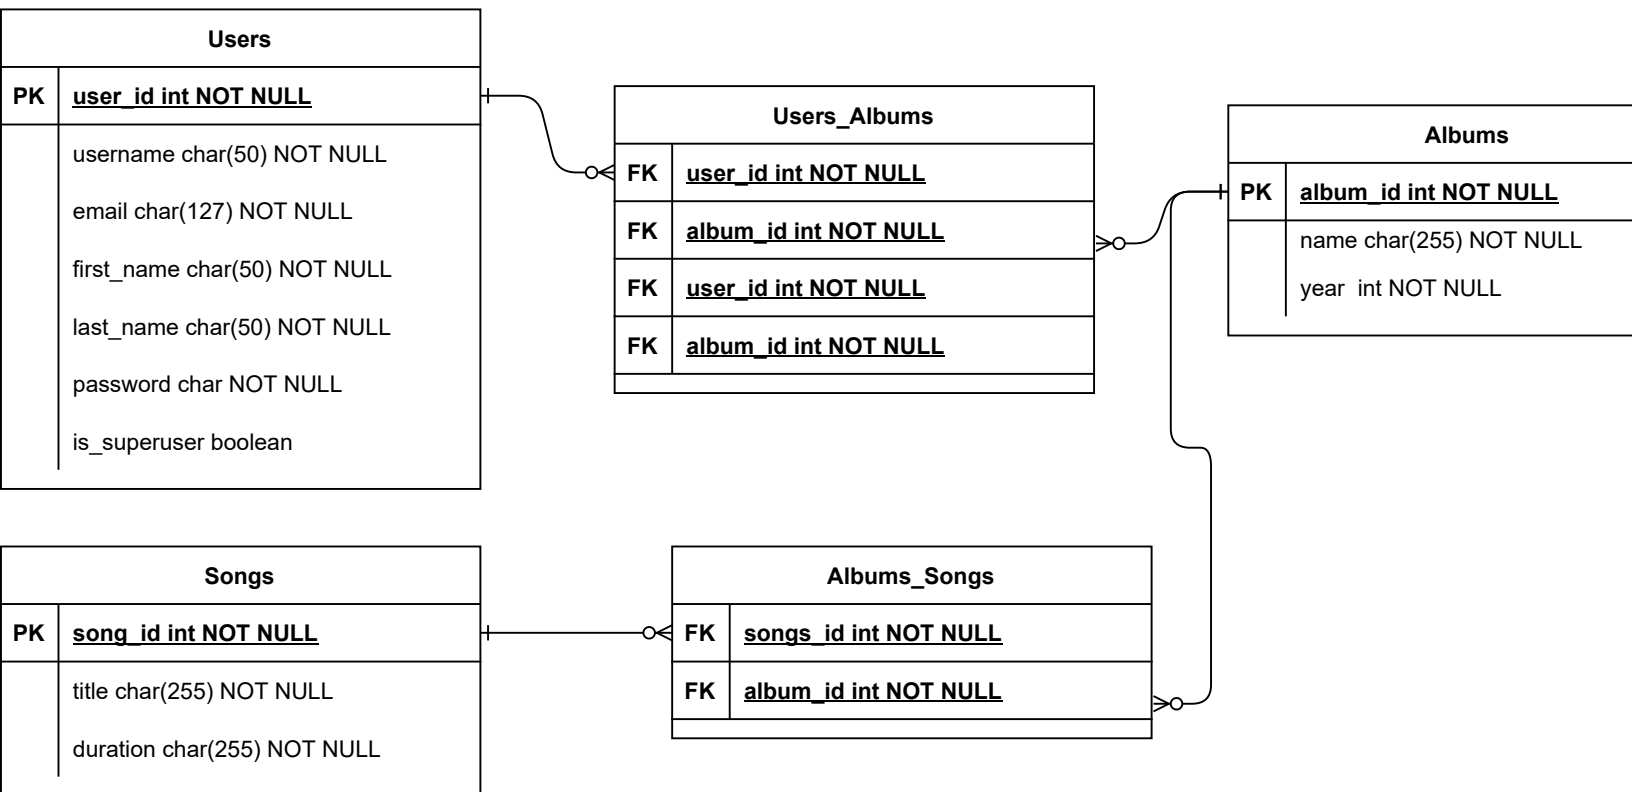 Users
PK user_id int NOT NULL
username char(50) NOT NULL
email char(127) NOT NULL
first_name char(50) NOT NULL
last_name char(50) NOT NULL
password char NOT NULL
is_superuser boolean
Users_Albums
FK user_id int NOT NULL
FK album_id int NOT NULL
FK user_id int NOT NULL
FK album_id int NOT NULL
Albums
PK album_id int NOT NULL
name char(255) NOT NULL
year  int NOT NULL
Songs
PK song_id int NOT NULL
title char(255) NOT NULL
duration char(255) NOT NULL
Albums_Songs
FK songs_id int NOT NULL
FK album_id int NOT NULL